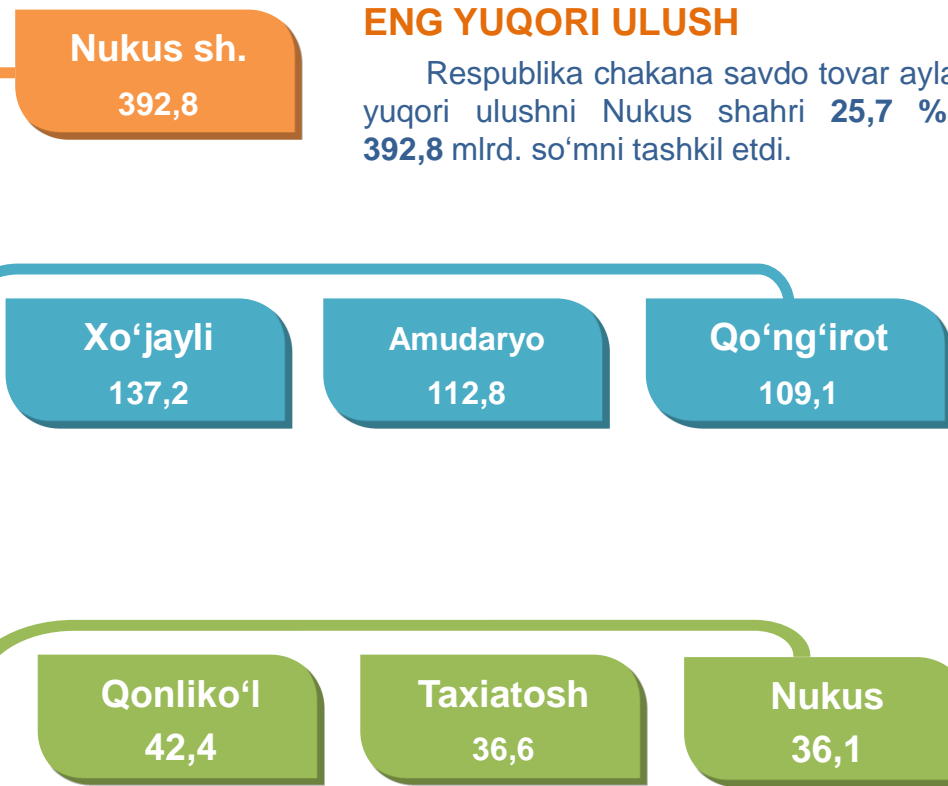 Nukus sh.
392,8
ENG YUQORI ULUSH
Respublika chakana savdo tovar
yuqori ulushni Nukus shahri 25,7 %
392,8 mlrd. so‘mni tashkil etdi.
Xo‘jayli
137,2
Amudaryo
112,8
Qo‘ng‘irot
109,1
Qonliko‘l
42,4
Taxiatosh
36,6
Nukus
36,1